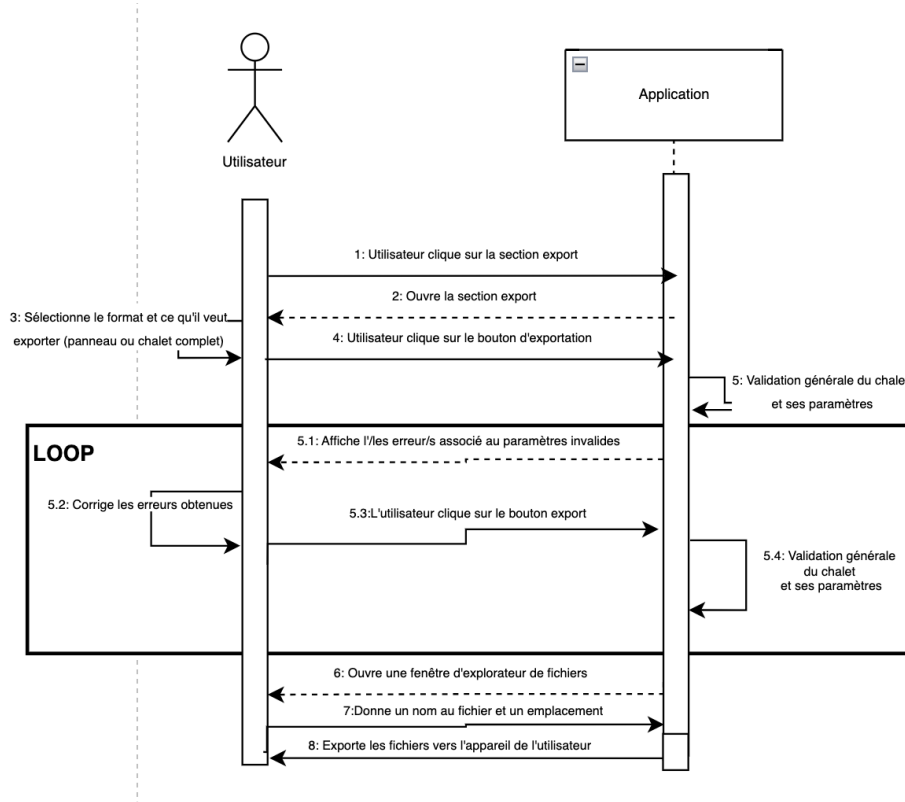 Application
Utilisateur
1: Utilisateur clique sur la section export
2: Ouvre la section export
3: Sélectionne le format et ce qu'il veut
exporter (panneau ou chalet complet)
4: Utilisateur clique sur le bouton d'exportation
5: Validation générale du chale
et ses paramètres
LOOP
5.1: Affiche l'/les erreur/s associé au paramètres invalides
5.2: Corrige les erreurs obtenues
5.3:L'utilisateur clique sur le bouton export
5.4: Validation générale
du chalet
et ses paramètres
6: Ouvre une fenêtre d'explorateur de fichiers
7:Donne un nom au fichier et un emplacement
8: Exporte les fichiers vers l'appareil de l'utilisateur